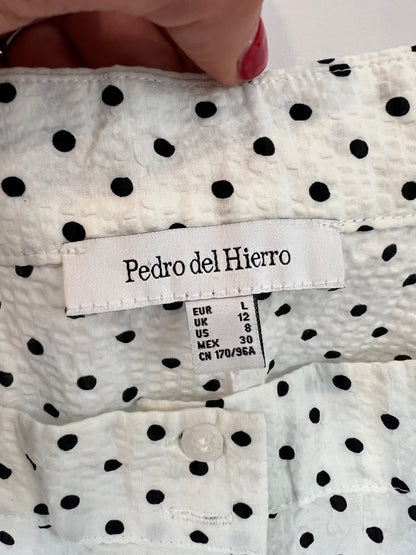 Pedro del Hierro
EUR L
UK 12
US 8
MEX 30
CN 170/96A